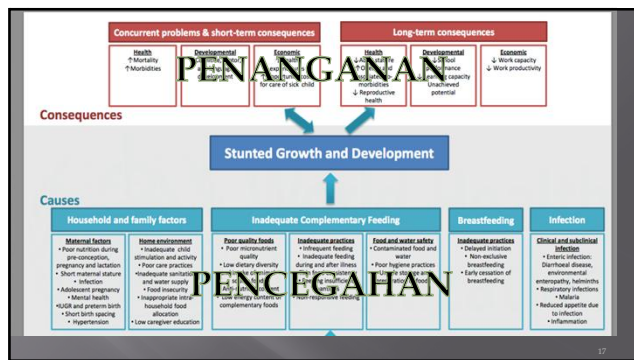 Concurrent problems & short-term consequences
Long-term consequences
Health
↑Mortality
↑Morbidities
Developmental
Economic
↑Health
for care of sick child
Health
morbidities
↓ Reproductive
health
Developmental
↓School
Unachieved
potential
Economic
↓ Work capacity
↓ Work productivity
PENANGANAN
Consequences
Stunted Growth and Development
Causes
Household and family factors
Inadequate Complementary Feeding
Breastfeeding
Infection
Maternal factors
• Poor nutrition during
pre-conception,
pregnancy and lactation
• Short maternal stature
• Infection
• Adolescent pregnancy
• Mental health
•IUGR and preterm birth
• Short birth spacing
• Hypertension
Home environment
• Inadequate child
stimulation and activity
• Poor care practices
• Inadequate sanitation
and water supply
• Food insecurity
• Inappropriate intra-
household food
allocation
• Low caregiver education
Poor quality foods
• Poor micronutrient
quality
• Low dietary diversity
• Low energy content of
complementary foods
Inadequate practices
• Infrequent feeding
• Inadequate feeding
during and after illness
• Non-responsive feeding
Food and water safety
• Contaminated food and
water
• Poor hygiene practices
Inadequate practices
• Delayed initiation
• Non-exclusive
breastfeeding
• Early cessation of
breastfeeding
Clinical and subclinical
infection
• Enteric infection:
Diarrhoeal disease,
environmental
enteropathy, helminths
• Respiratory infections
• Malaria
• Reduced appetite due
to infection
• Inflammation
PENCEGAHAN
17